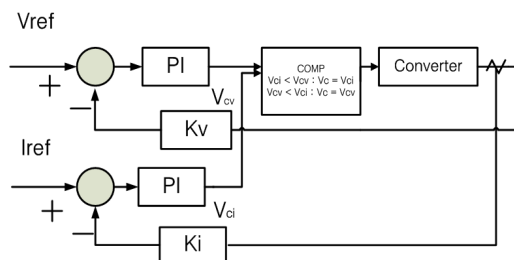 Vref
PI
COMP
Vci < Vcv : Vc = Vci
Vcv < Vci : Vc = Vcv
Converter
+
−
Vcv
Kv
Iref
PI
+
−
Vci
Ki